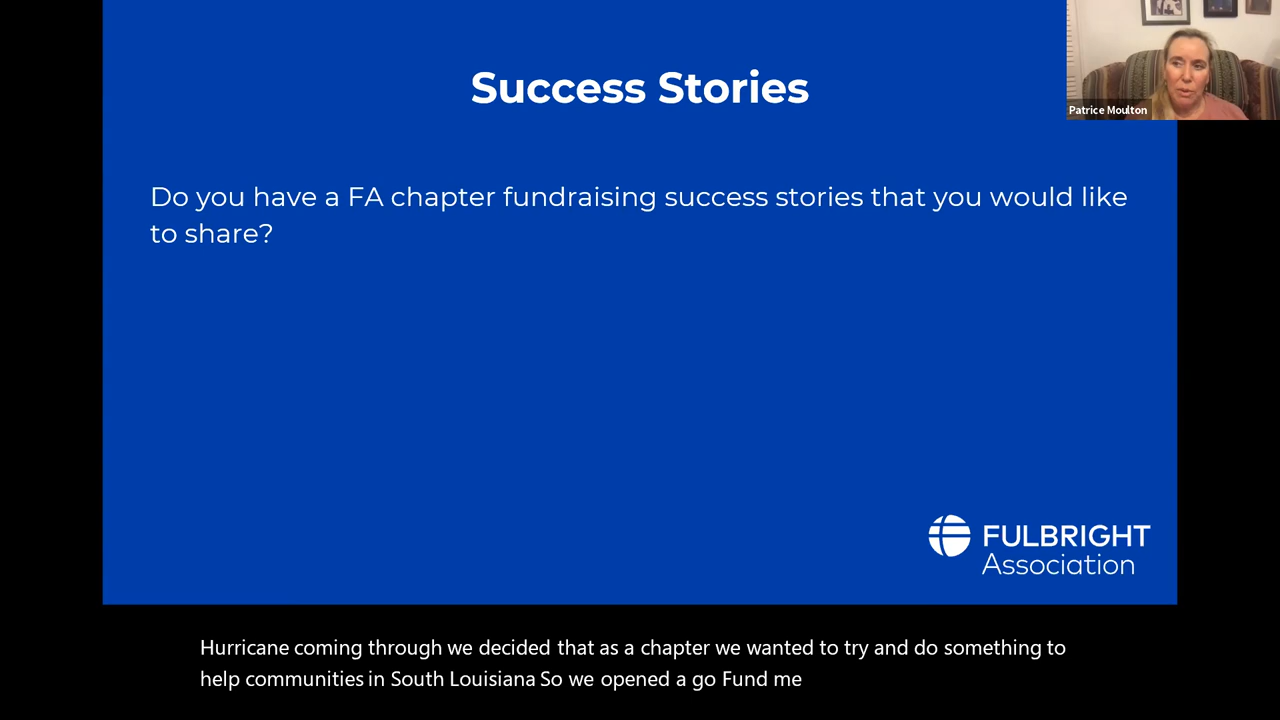 Success Stories
Patrice Moulton
Do you have a FA chapter fundraising success stories that you would like
to share?
FULBRIGHT
Association
Hurricane coming through we decided that as a chapter we wanted to try and do something to
help communities in South Louisiana So we opened a go Fund me